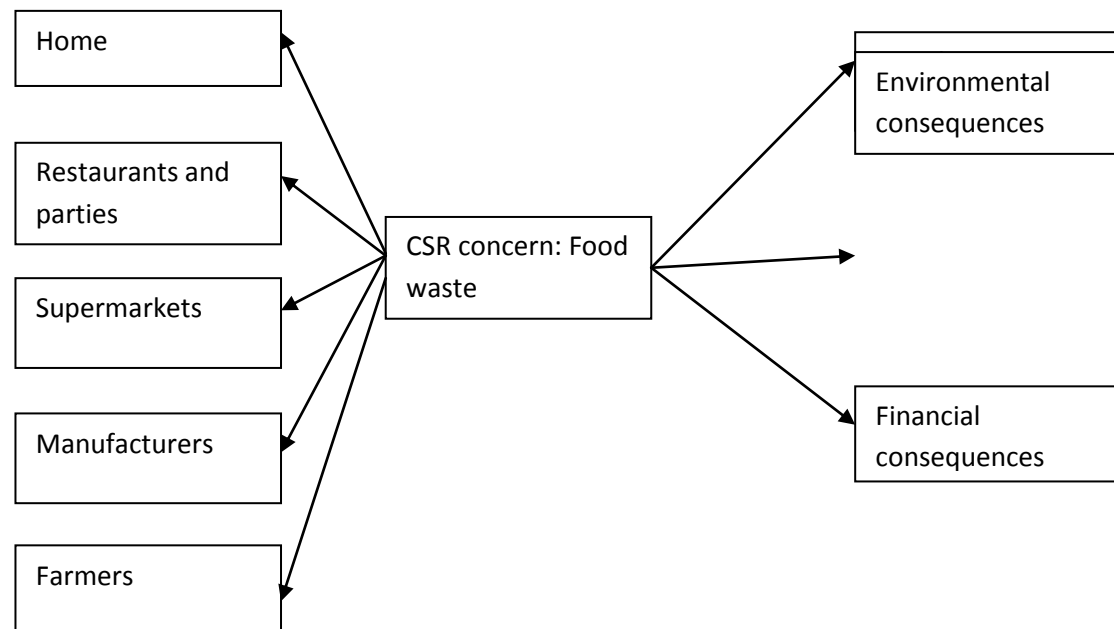 Home
Restaurants and
parties
Supermarkets
Manufacturers
Farmers
CSR concern: Food
waste
Environmental
consequences
Financial
consequences